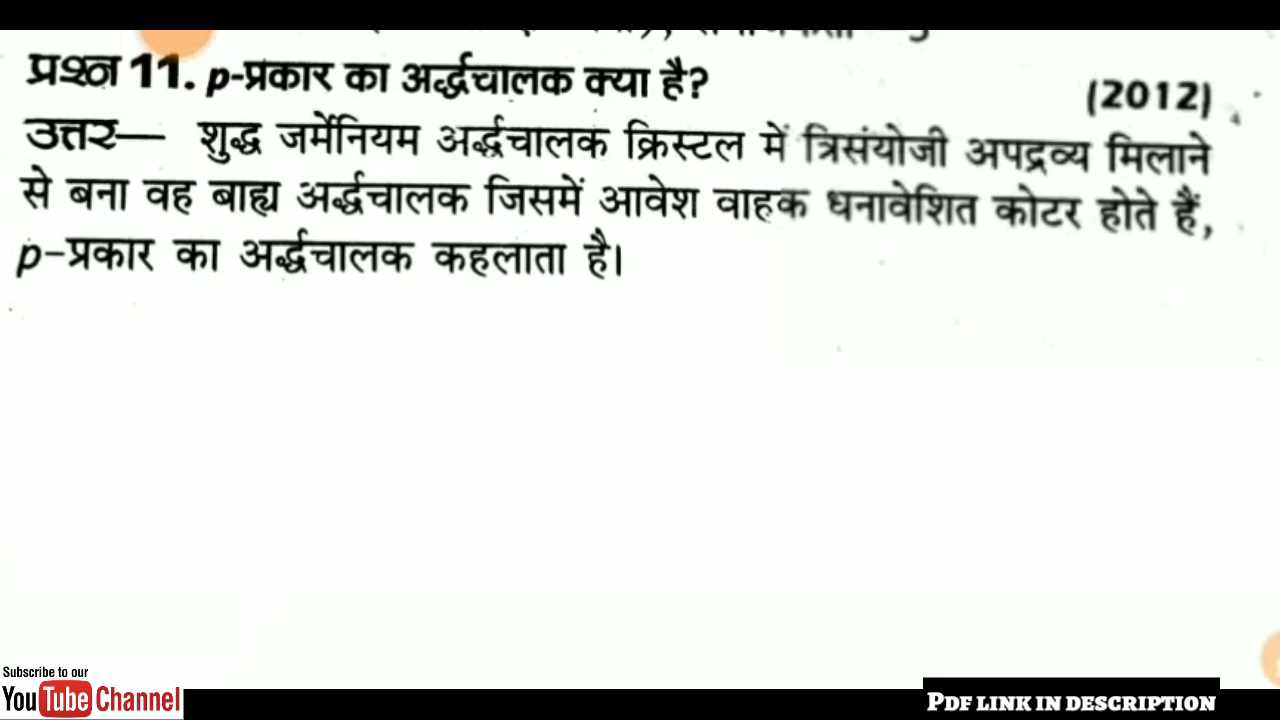 प्रश्न 11. p-प्रकार का अर्द्धचालक क्या है?
(2012)
उत्तर— शुद्ध जर्मेनियम अर्द्धचालक क्रिस्टल में त्रिसंयोजी अपद्रव्य मिलाने
से बना वह बाह्य अर्द्धचालक जिसमें आवेश वाहक धनावेशित कोटर होते हैं,
p-प्रकार का अर्द्धचालक कहलाता है।
Subscribe to our
YouTube Channel
PDF LINK IN DESCRIPTION